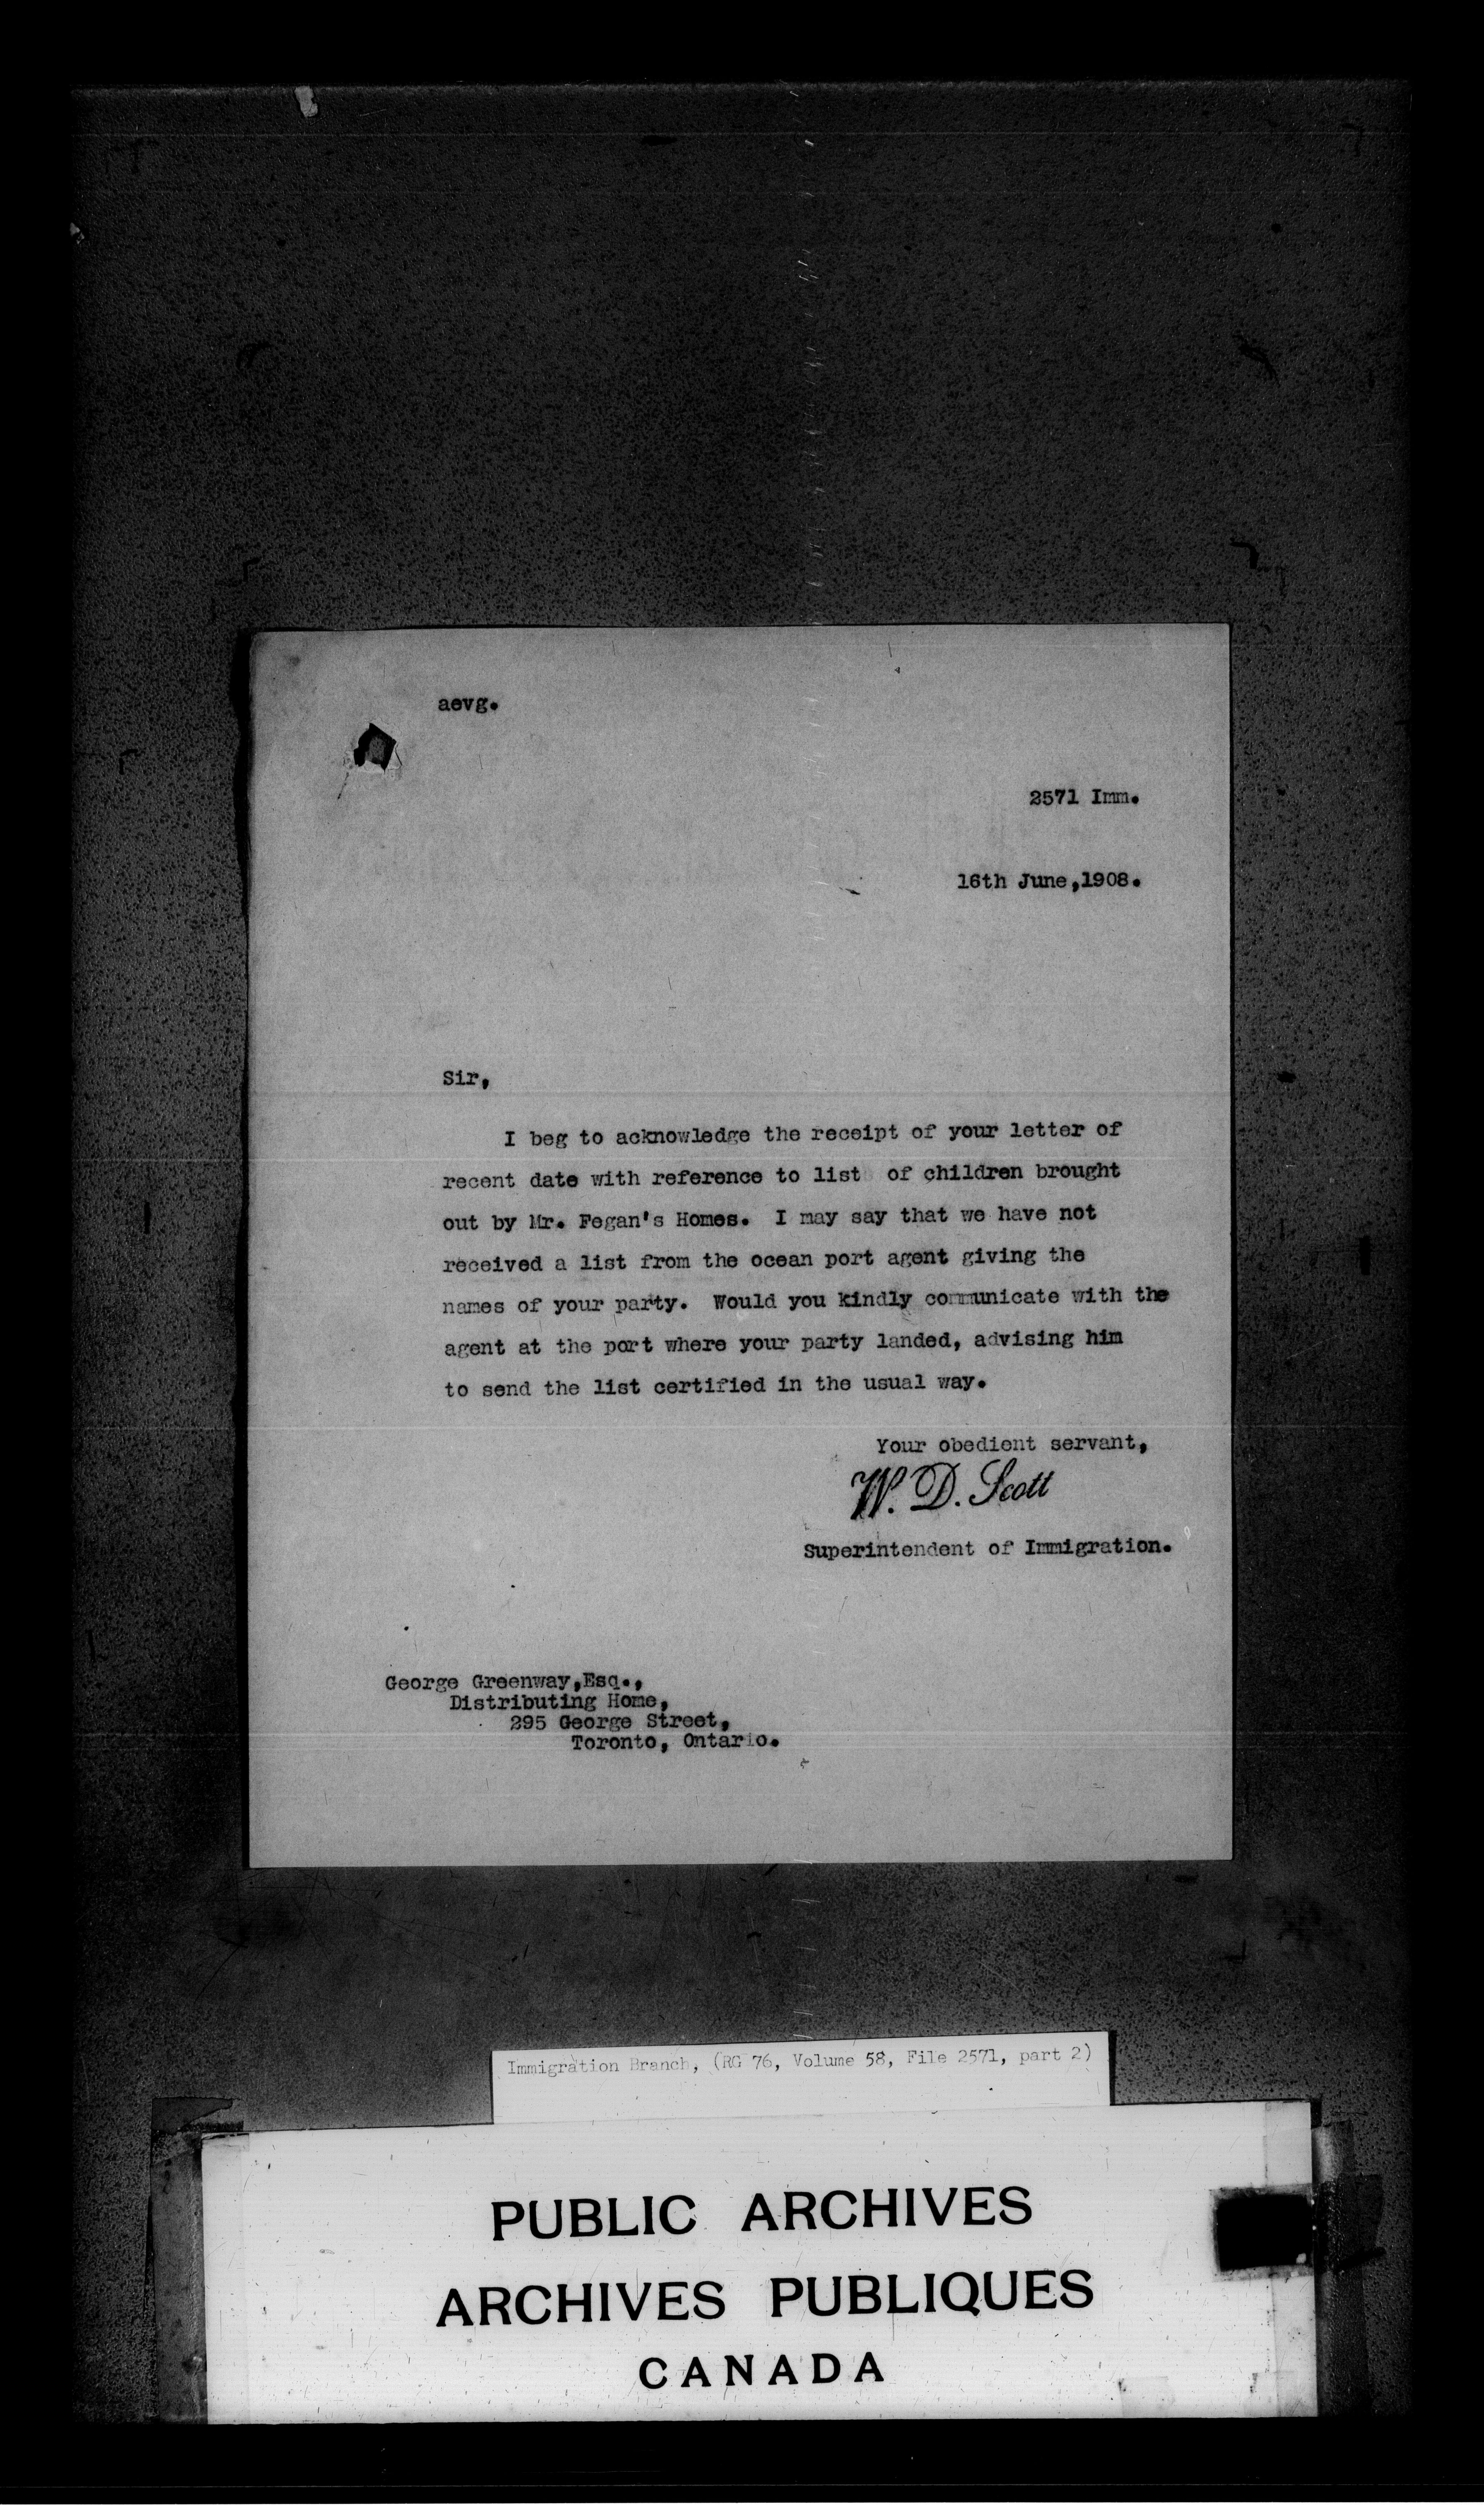 aevg.
2571 Imm.
16th June,1908.
Sir,
I beg to acknowledge the receipt of your letter of
recent date with reference to list of children brought
out by Mr. Fegan's Homes. I may say that we have not
received a list from the ocean port agent giving the
names of your party. Would you kindly communicate with the
agent at the port where your party landed, advising him
to send the list certified in the usual way.
Your obedient servant,
W. D. Scott
Superintendent of Immigration.
George Greenway,Esq.,
Distributing Home,
295 George Street,
Toronto, Ontario.
Immigration Branch, (RG 76, Volume 58, File 2571, part 2)
PUBLIC ARCHIVES
ARCHIVES PUBLIQUES
CANADA